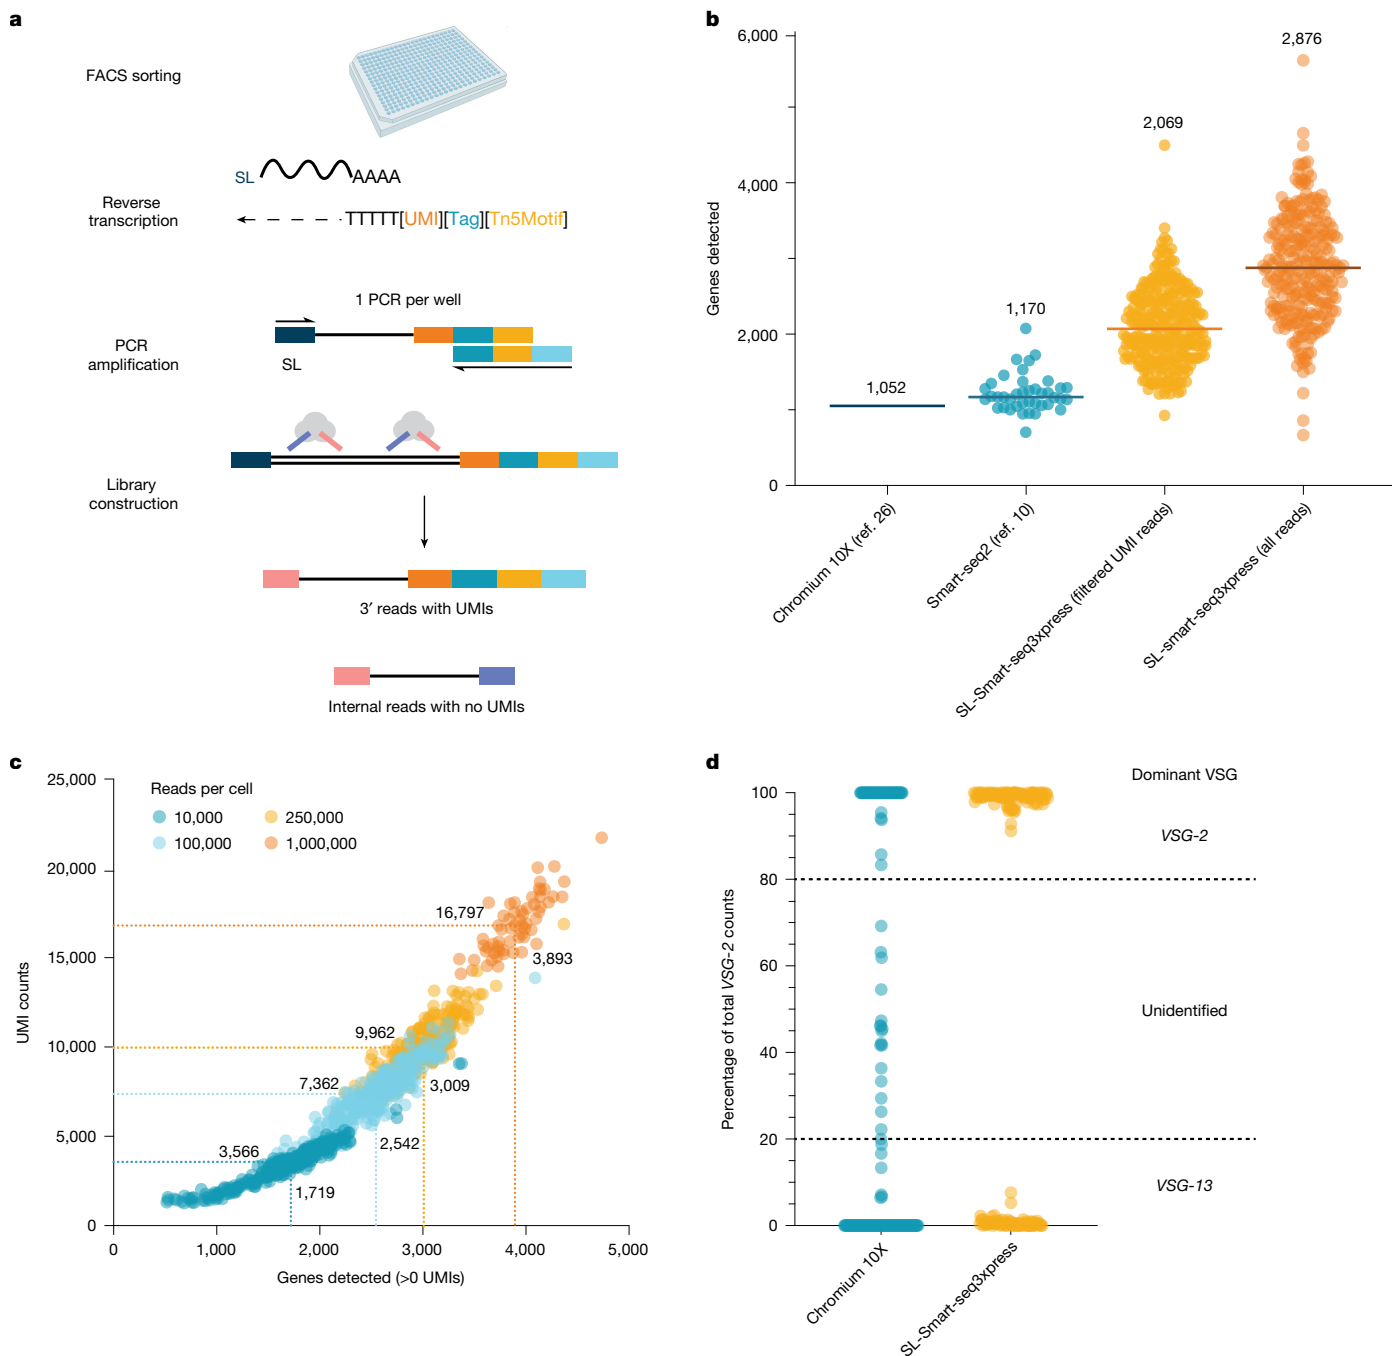 a
FACS sorting
SL
AAAA
Reverse
transcription
TTTTT[UMI][Tag][Tn5Motif]
1 PCR per well
PCR
amplification
SL
Library
construction
3′ reads with UMIs
Internal reads with no UMIs
b
Genes detected
6,000
4,000
2,000
0
1,052
1,170
2,069
2,876
Chromium 10X (ref. 26)
Smart-seq2 (ref. 10)
SL-Smart-seq3xpress (filtered UMI reads)
SL-smart-seq3xpress (all reads)
c
UMI counts
25,000
20,000
15,000
10,000
5,000
0
Reads per cell
10,000
250,000
100,000
1,000,000
16,797
3,893
9,962
7,362
3,009
2,542
3,566
1,719
0
1,000
2,000
3,000
4,000
5,000
Genes detected (>0 UMIs)
d
Percentage of total VSG-2 counts
100
80
60
40
20
0
Dominant VSG
VSG-2
Unidentified
VSG-13
Chromium 10X
SL-Smart-seq3xpress